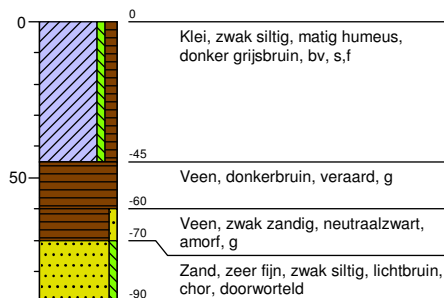 0
0
Klei, zwak siltig, matig humeus,
donker grijsbruin, bv, s,f
-45
50
Veen, donkerbruin, veraard, g
-60
Veen, zwak zandig, neutraalzwart,
amorf, g
-70
Zand, zeer fijn, zwak siltig, lichtbruin,
chor, doorworteld
-90